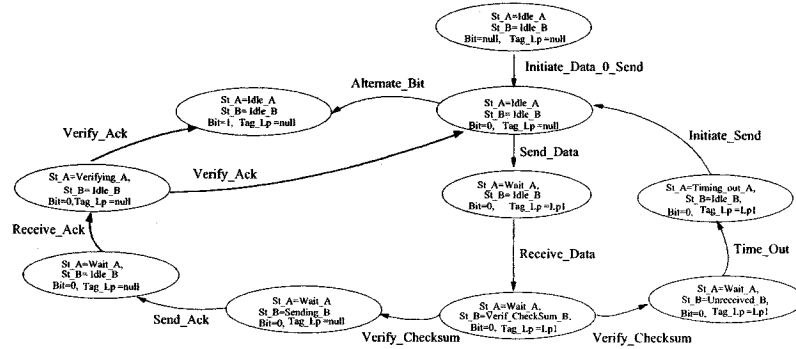 St_A=Idle_A
St_B= Idle_B
Bit=null, Tag_Lp=null
Initiate_Data_0_Send
Alternate_Bit
St_A=Idle_A
St_B= Idle_B
Bit=1, Tag_Lp =null
St_A=Idle_A
St_B= Idle_B
Bit=0, Tag_Lp =null
Verify_Ack
Initiate_Send
Verify_Ack
Send_Data
St_A=Verifying_A,
St_B= Idle_B
Bit=0,Tag_Lp =null
St_A=Wait_A,
St_B= Idle_B
Bit=0, Tag_Lp =Lp1
St_A=Timing_out_A,
St_B=Idle_B,
Bit=0, Tag_Lp =Lp1
Receive_Ack
Receive_Data
Time_Out
St_A=Wait_A,
St_B= Idle_B
Bit=0, Tag_Lp =null
St_A=Wait_A
St_B=Sending_B
Bit=0, Tag_Lp =null
St_A=Wait_A,
St_B=Verif_CheckSum_B,
Bit=0, Tag_Lp =Lp1
St_A=Wait_A,
St_B=Unreceived_B,
Bit=0, Tag_Lp =Lp1
Send_Ack
Verify_Checksum
Verify_Checksum